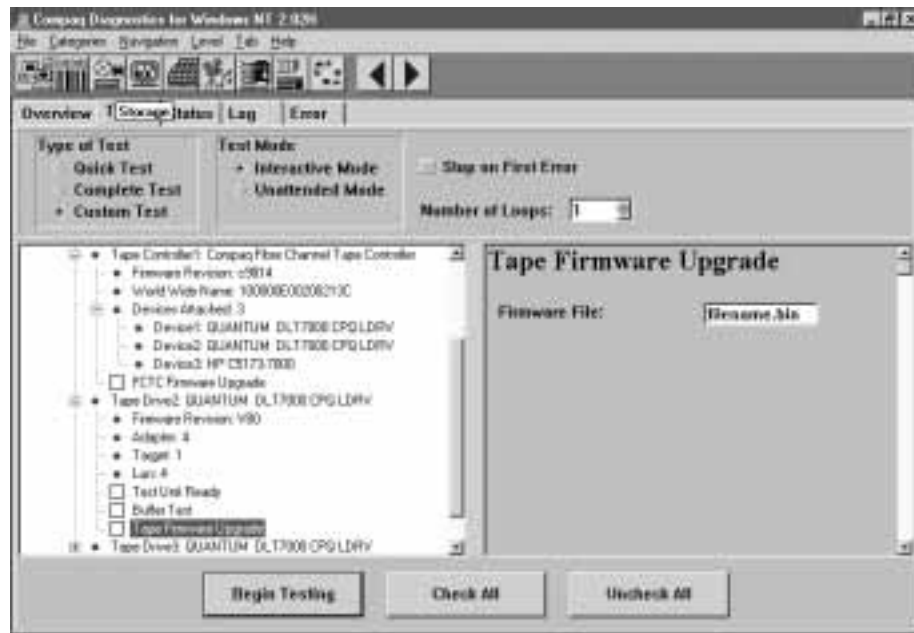 Compaq Diagnostics for Windows NT 2.02H
File Categories Navigation Level Tab Help
Overview T Storage Status Log Error
Type of Test
Quick Test
Complete Test
Custom Test
Test Mode
Interactive Mode
Unattended Mode
Stop on First Error
Number of Loops: 1
Tape Controller1: Compaq Fibre Channel Tape Controller
Firmware Revision: c9814
World Wide Name:
Devices Attached: 3
Device1: QUANTUM DLT7000 CPQ LDRV
Device2: QUANTUM DLT7000 CPQ LDRV
Device3: HP C5173-7000
FCTC Firmware Upgrade
Tape Drive2: QUANTUM DLT7000 CPQ LDRV
Firmware Revision: V80
Adapter: 4
Target: 1
Lun: 4
Test Unit Ready
Buffer Test
Tape Firmware Upgrade
Tape Drive3: QUANTUM DLT7000 CPQ LDRV
Tape Firmware Upgrade
Firmware File: filename.bin
Begin Testing
Check All
Uncheck All